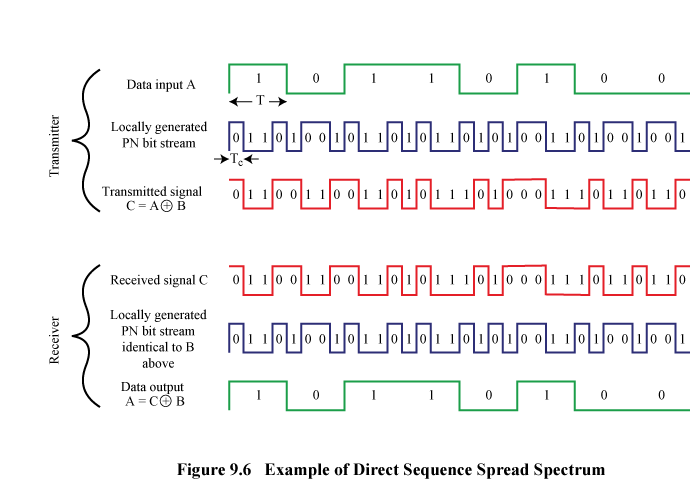 Transmitter
Data input A 1 0 1 1 0 1 0 0
T
Locally generated
PN bit stream
0 1 1 0 1 0 0 1 0 1 1 0 1 0 1 1 0 1 0 1 0 0 1 1 0 1 0 0 1 0 0 1
Tc
Transmitted signal
C = A ⊕ B
0 1 1 0 0 1 1 0 0 1 1 0 1 0 1 1 1 0 1 0 0 0 1 1 1 0 1 1 0 1 1 0
Receiver
Received signal C 0 1 1 0 0 1 1 0 0 1 1 0 1 0 1 1 1 0 1 0 0 0 1 1 1 0 1 1 0 1 1 0
Locally generated
PN bit stream
identical to B
above
0 1 1 0 1 0 0 1 0 1 1 0 1 0 1 1 0 1 0 1 0 0 1 1 0 1 0 0 1 0 0 1
Data output
A = C ⊕ B
1 0 1 1 0 1 0 0
Figure 9.6 Example of Direct Sequence Spread Spectrum